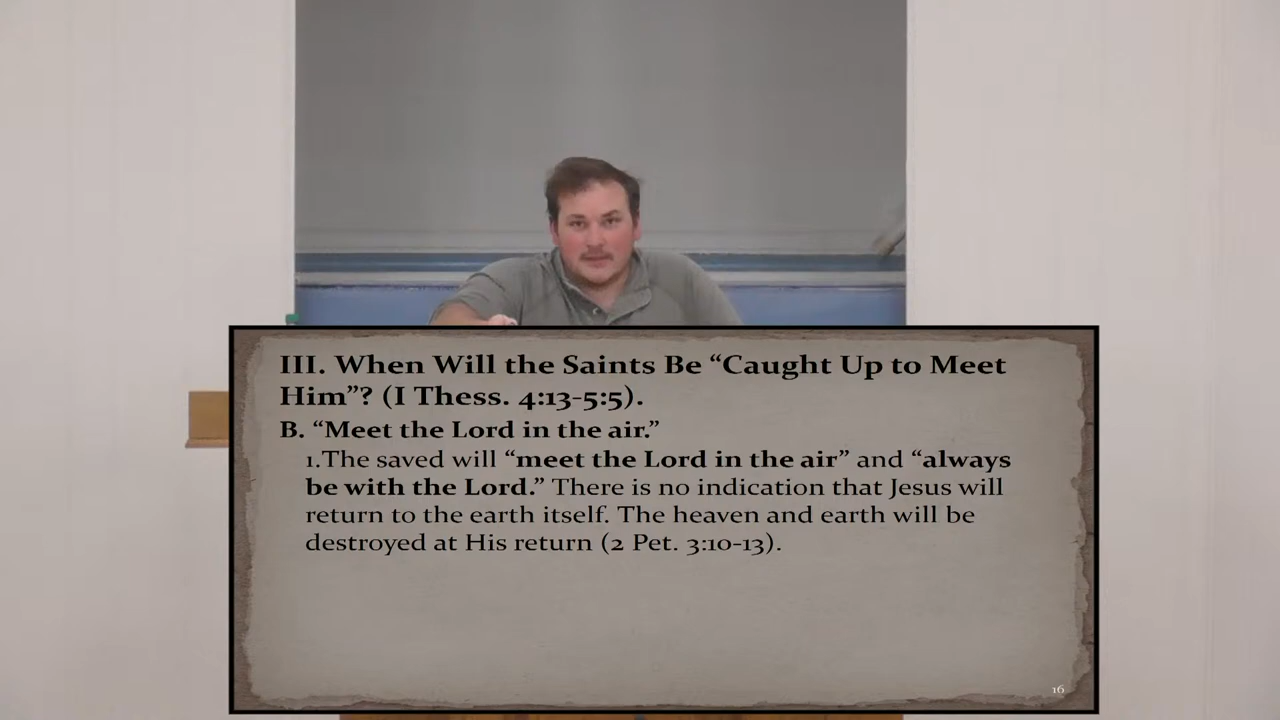 III. When Will the Saints Be “Caught Up to Meet
Him”? (I Thess. 4:13-5:5).
B. “Meet the Lord in the air.”
1.The saved will “meet the Lord in the air” and “always
be with the Lord.” There is no indication that Jesus will
return to the earth itself. The heaven and earth will be
destroyed at His return (2 Pet. 3:10-13).
16